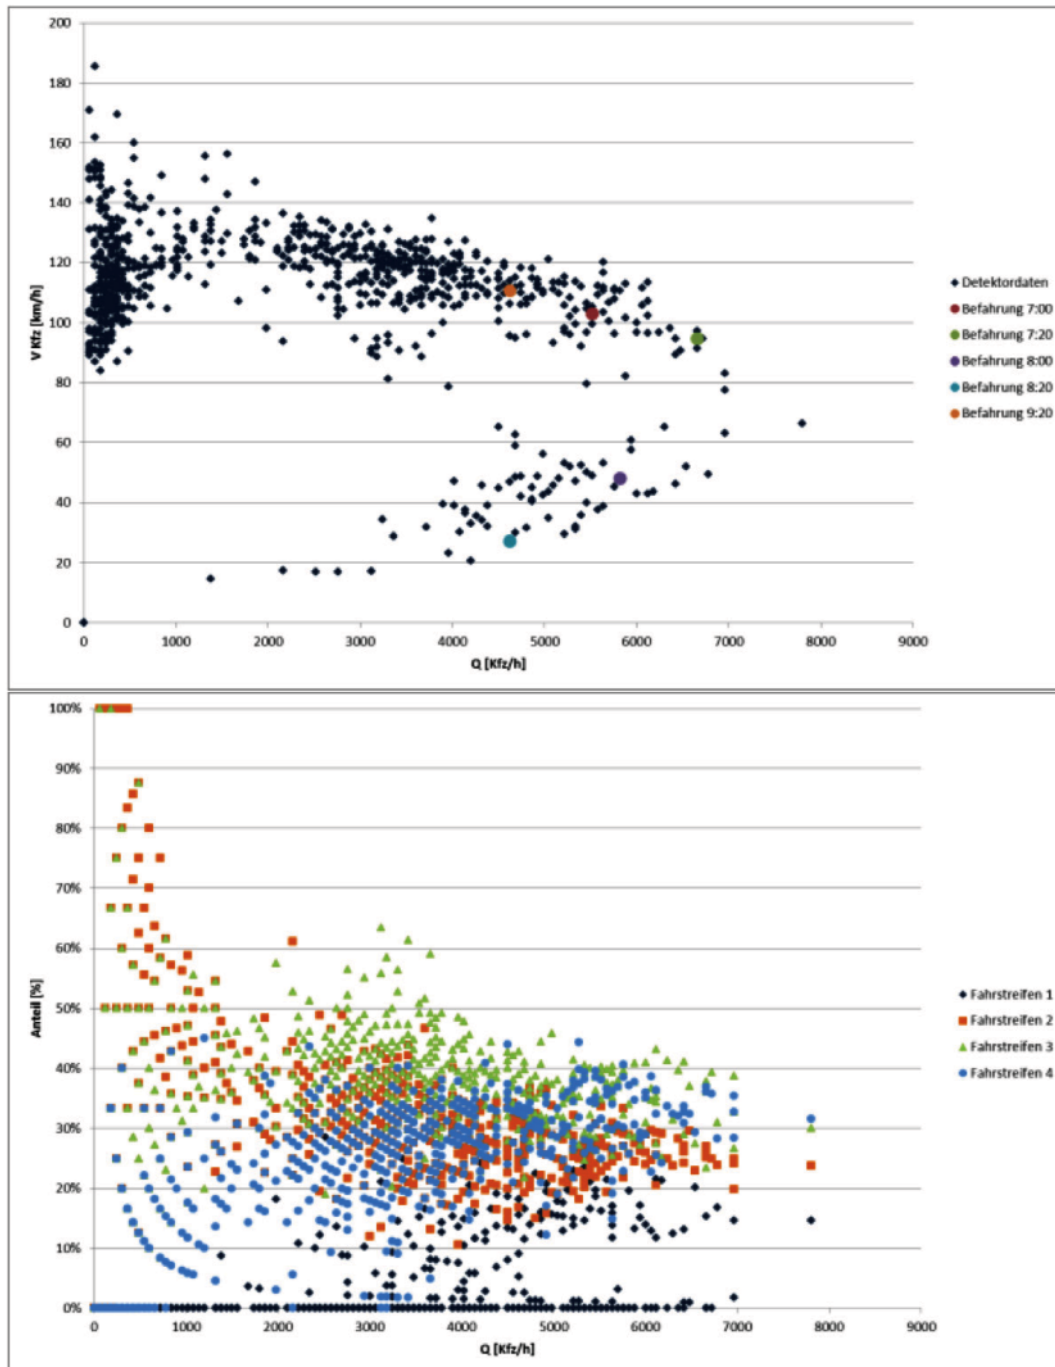 200
180
160
140
120
100
80
60
40
20
0
V Kfz [km/h]
0 1000 2000 3000 4000 5000 6000 7000 8000 9000
Q [Kfz/h]
Detektordaten
Befahrung 7:00
Befahrung 7:20
Befahrung 8:00
Befahrung 8:20
Befahrung 9:20
100%
90%
80%
70%
60%
50%
40%
30%
20%
10%
0%
Anteil [%]
0 1000 2000 3000 4000 5000 6000 7000 8000 9000
Q [Kfz/h]
Fahrstreifen 1
Fahrstreifen 2
Fahrstreifen 3
Fahrstreifen 4